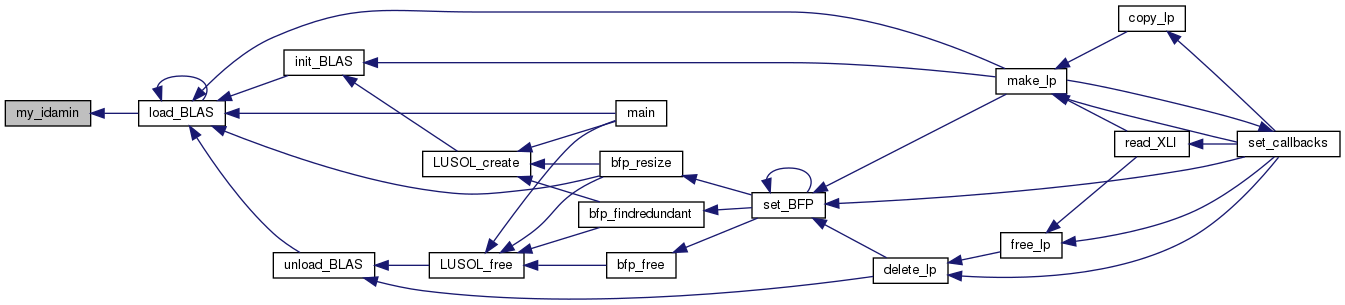 my_idamin
load_BLAS
init_BLAS
unload_BLAS
LUSOL_create
LUSOL_free
main
bfp_resize
bfp_findredundant
bfp_free
set_BFP
delete_lp
make_lp
free_lp
copy_lp
read_XLI
set_callbacks